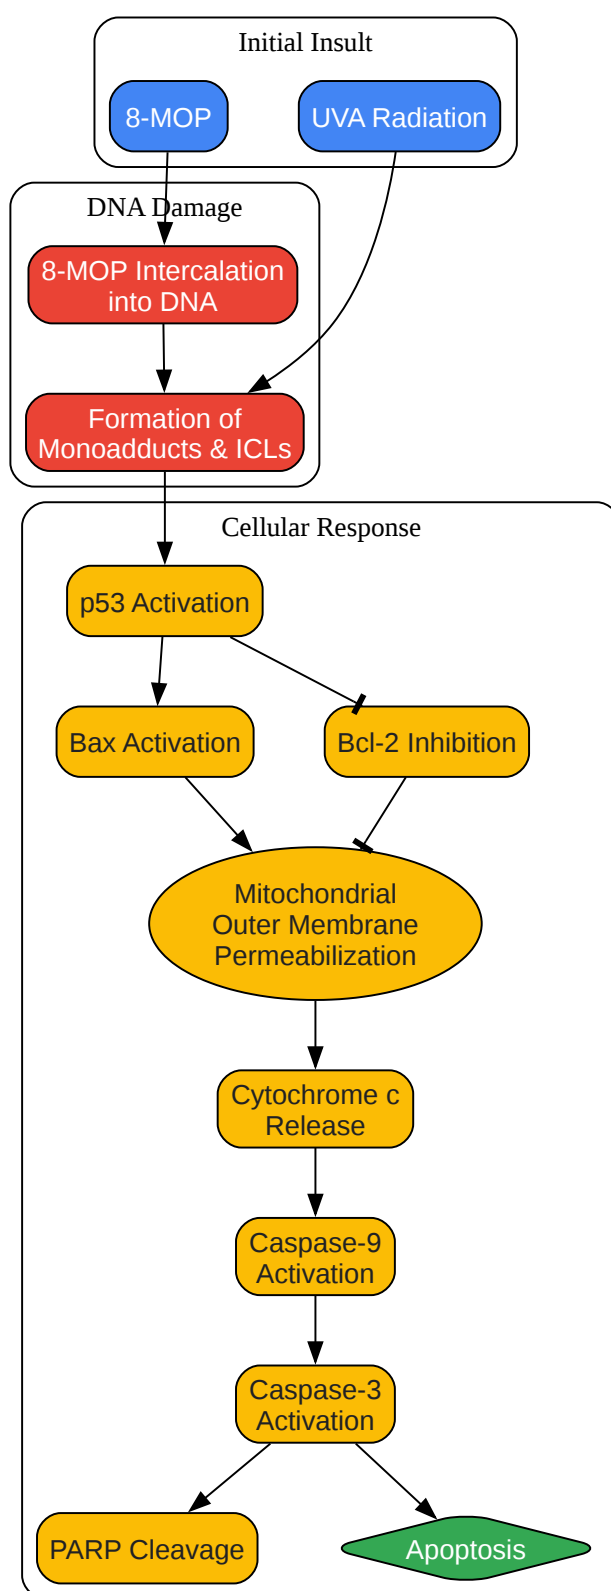 Initial Insult
8-MOP
UVA Radiation
DNA Damage
8-MOP Intercalation
into DNA
Formation of
Monoadducts & ICLs
Cellular Response
p53 Activation
Bax Activation
Bcl-2 Inhibition
Mitochondrial
Outer Membrane
Permeabilization
Cytochrome c
Release
Caspase-9
Activation
Caspase-3
Activation
PARP Cleavage
Apoptosis